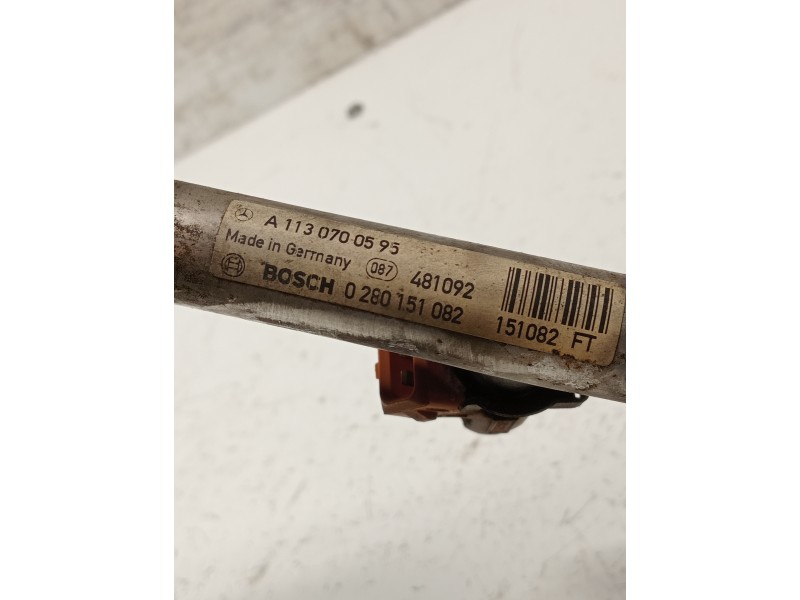 A 113 070 05 95
Made in Germany 087 481092
BOSCH 0 280 151 082
151082 FT